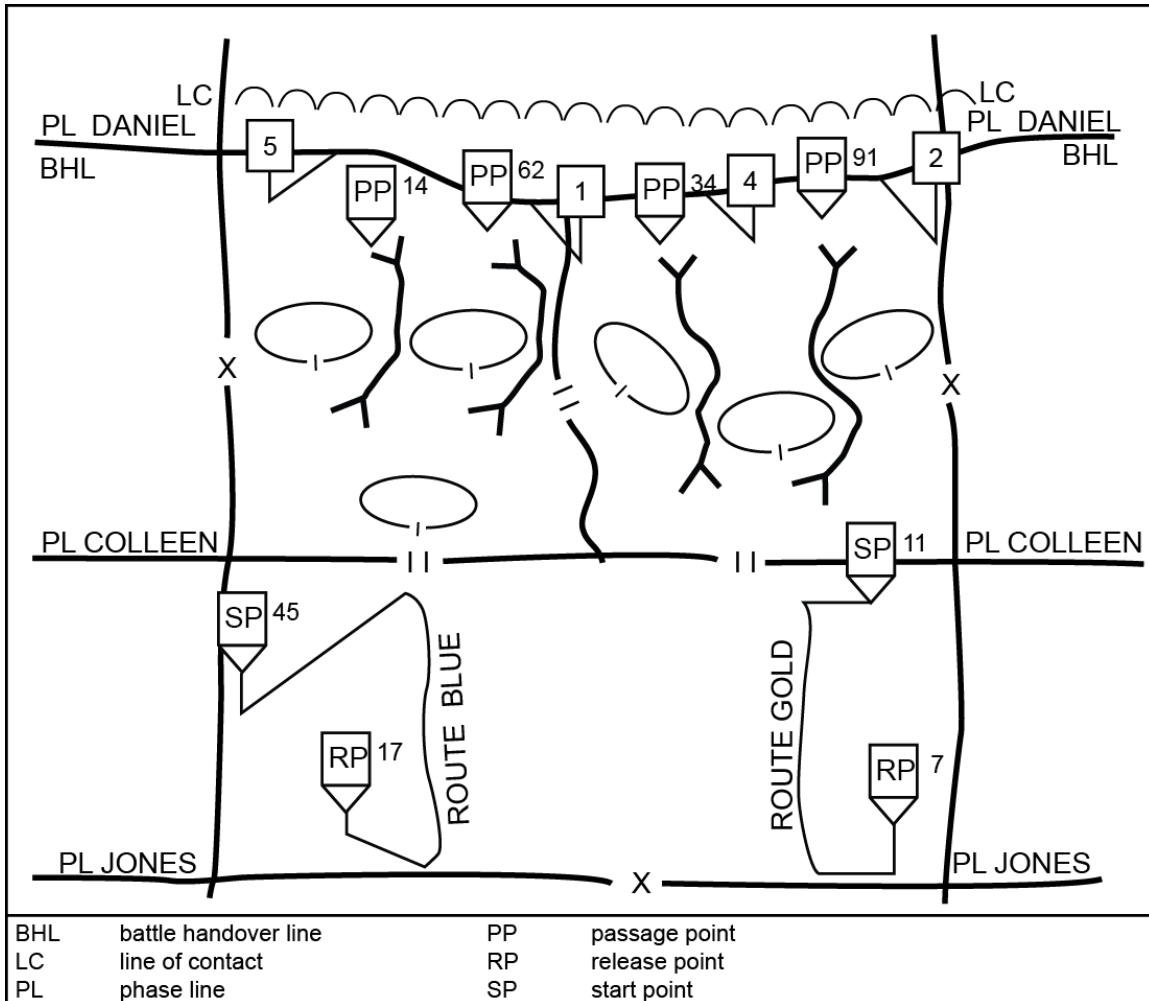 LC LC
PL DANIEL PL DANIEL
BHL BHL
5 PP 14 PP 62 1 PP 34 4 PP 91 2
X X
PL COLLEEN PL COLLEEN
SP 11
SP 45
ROUTE BLUE
ROUTE GOLD
RP 17
RP 7
PL JONES PL JONES
X
BHL battle handover line PP passage point
LC line of contact RP release point
PL phase line SP start point